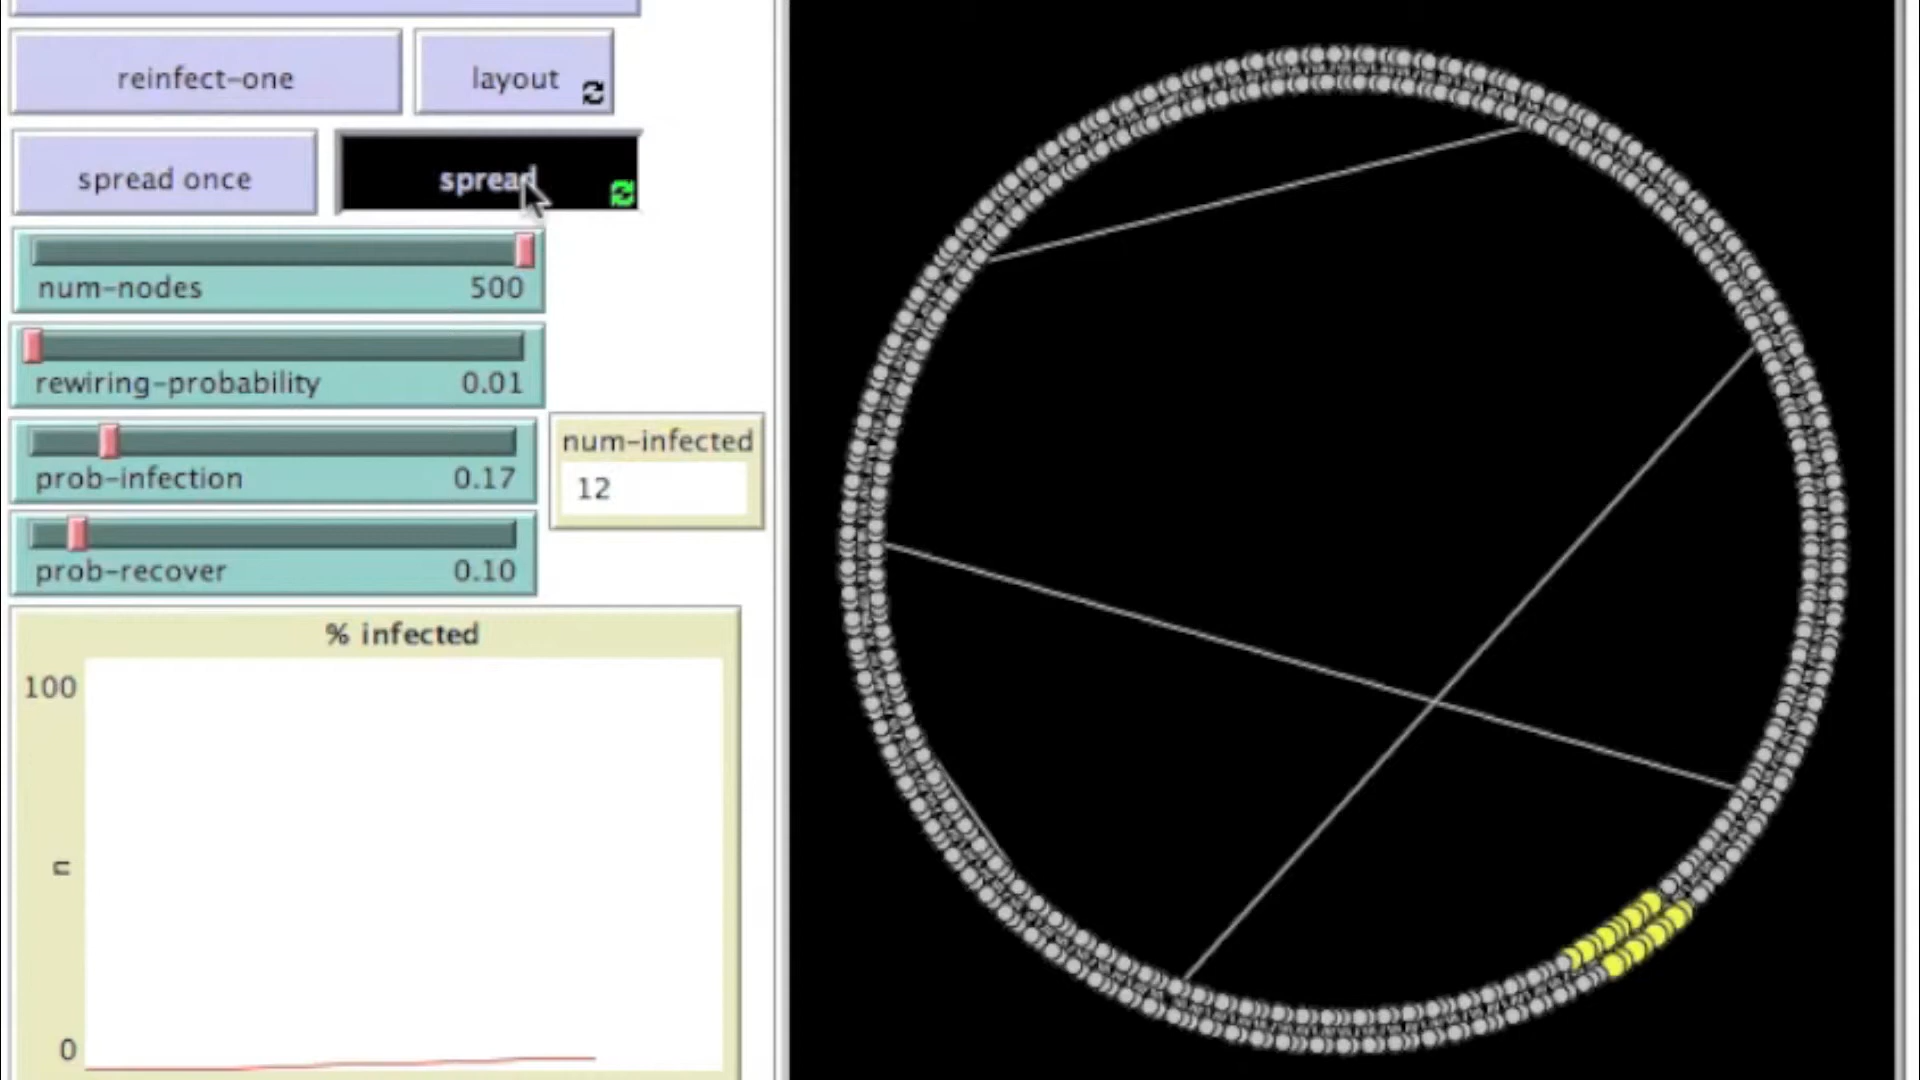 reinfect-one
layout
spread once
spread
num-nodes 500
rewiring-probability 0.01
prob-infection 0.17
num-infected
12
prob-recover 0.10
% infected
100
n
0